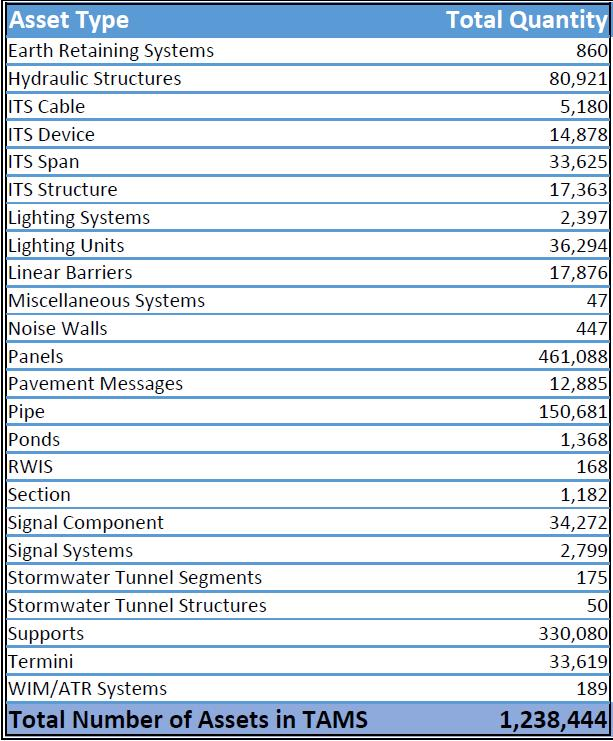 Asset Type Total Quantity
Earth Retaining Systems 860
Hydraulic Structures 80,921
ITS Cable 5,180
ITS Device 14,878
ITS Span 33,625
ITS Structure 17,363
Lighting Systems 2,397
Lighting Units 36,294
Linear Barriers 17,876
Miscellaneous Systems 47
Noise Walls 447
Panels 461,088
Pavement Messages 12,885
Pipe 150,681
Ponds 1,368
RWIS 168
Section 1,182
Signal Component 34,272
Signal Systems 2,799
Stormwater Tunnel Segments 175
Stormwater Tunnel Structures 50
Supports 330,080
Termini 33,619
WIM/ATR Systems 189
Total Number of Assets in TAMS 1,238,444